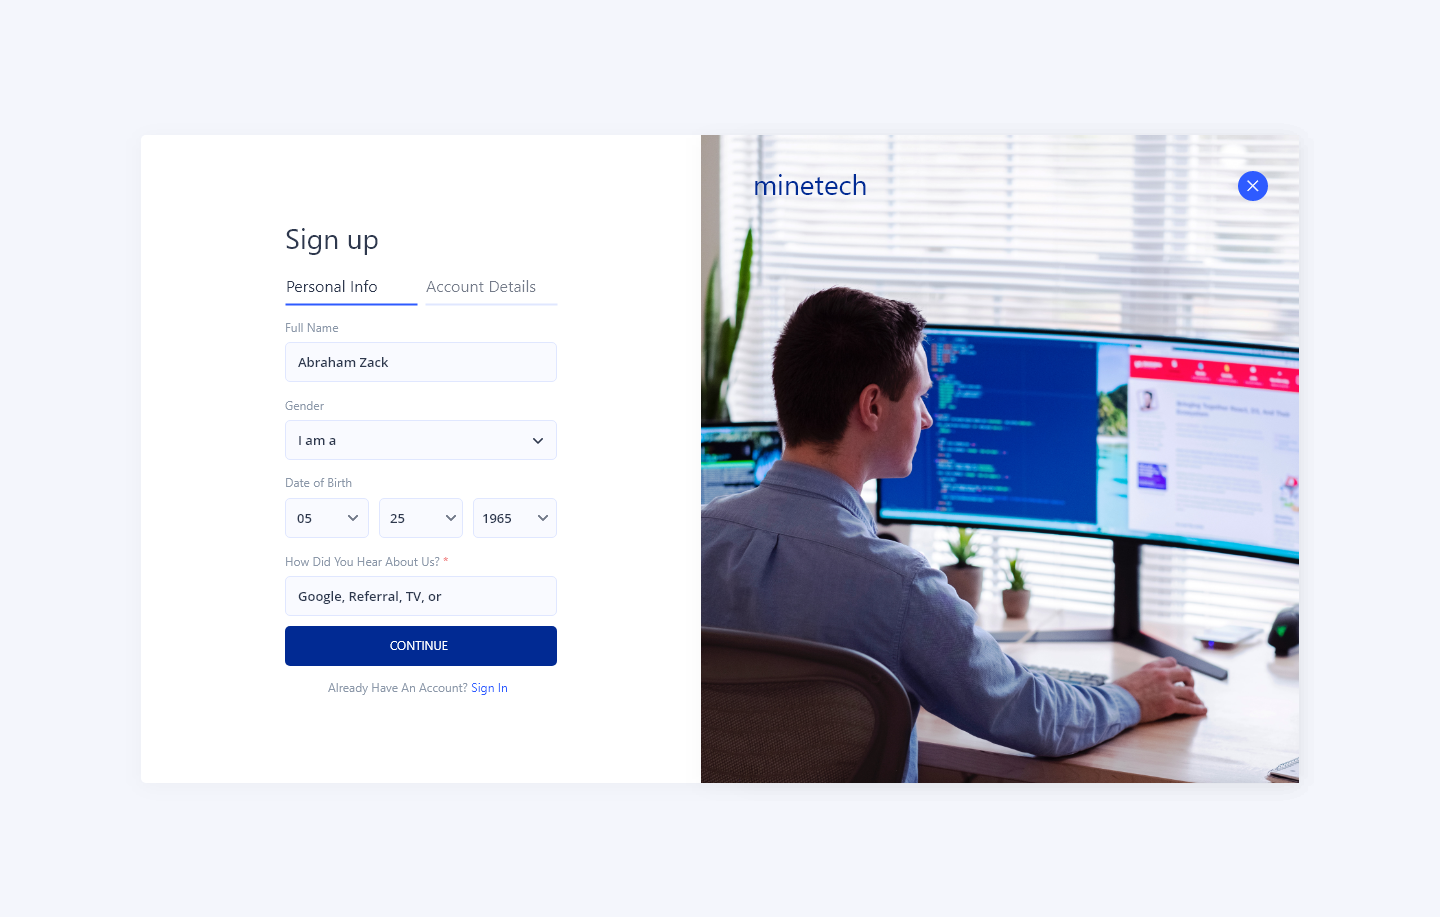 Sign up
Personal Info
Account Details
Full Name
Abraham Zack
Gender
I am a
Date of Birth
05
25
1965
How Did You Hear About Us? *
Google, Referral, TV, or
CONTINUE
Already Have An Account? Sign In
minetech